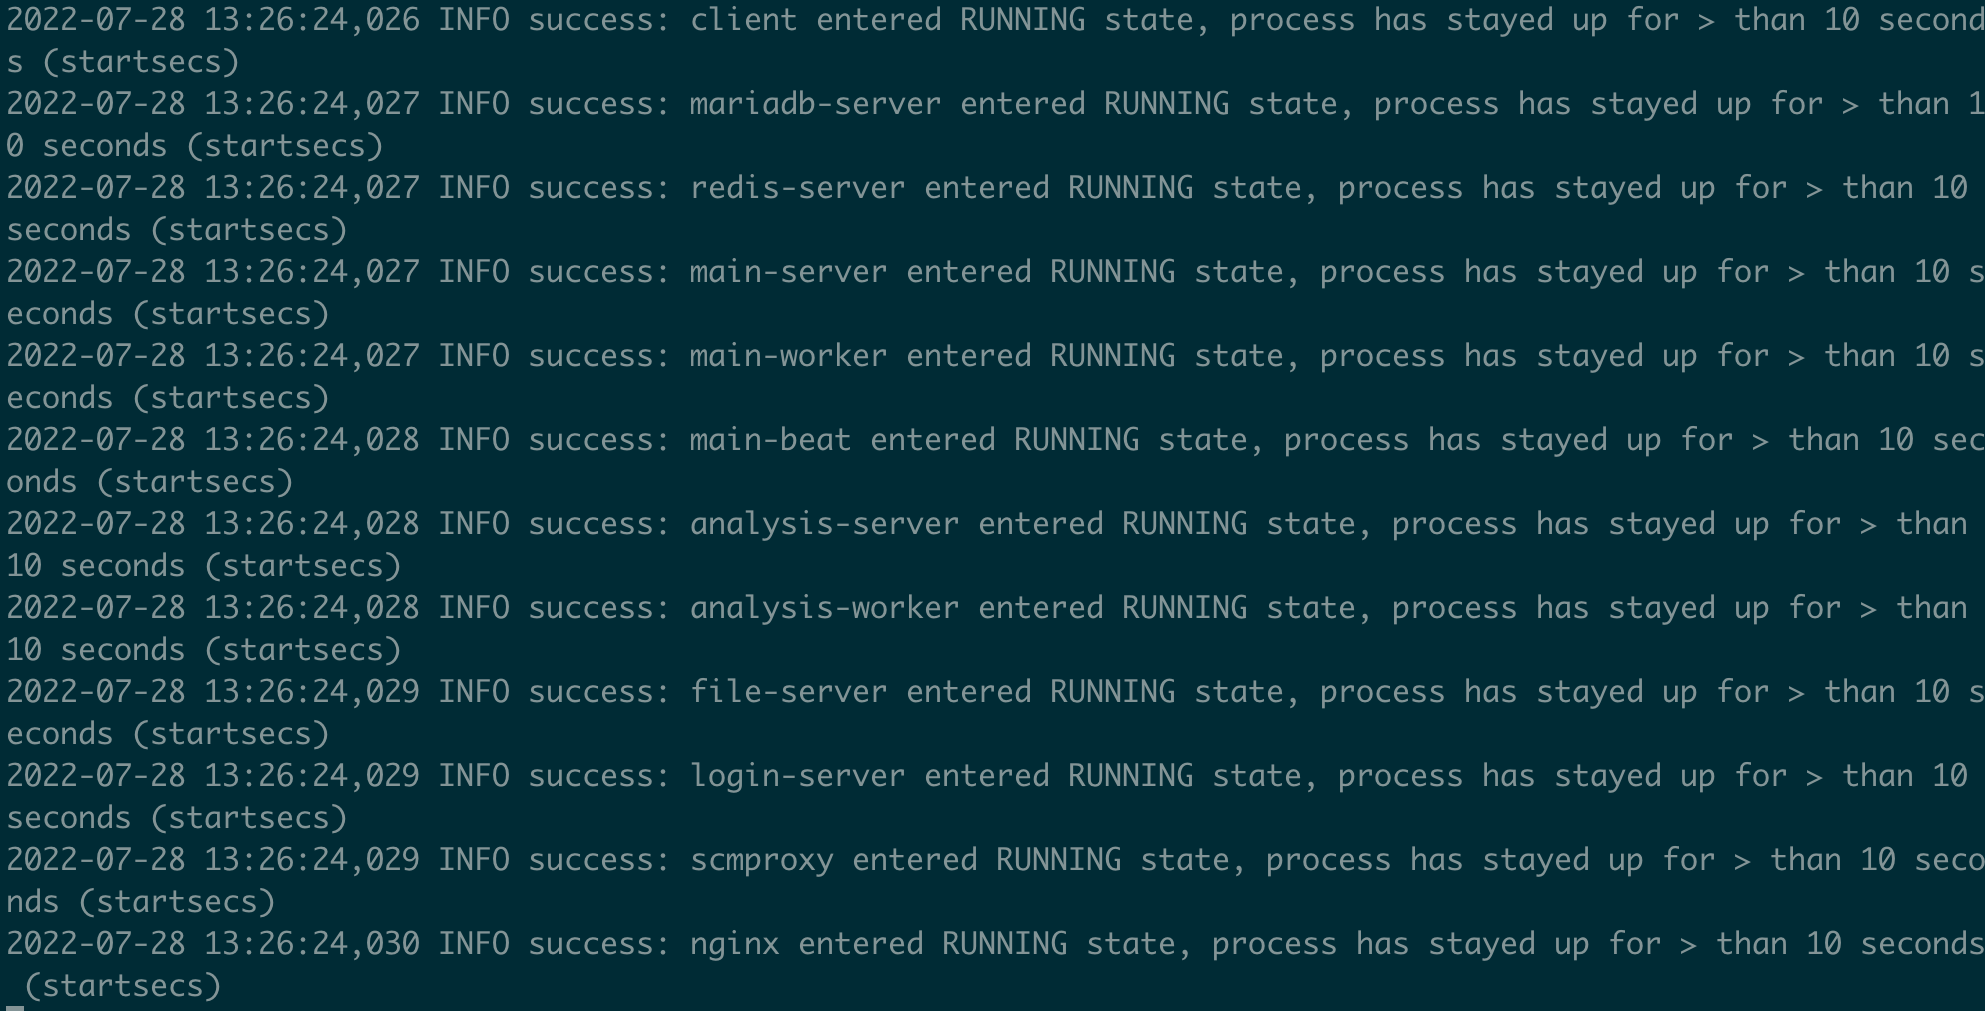 2022-07-28 13:26:24,026 INFO success: client entered RUNNING state, process has stayed up for > than 10 second
s (startsecs)
2022-07-28 13:26:24,027 INFO success: mariadb-server entered RUNNING state, process has stayed up for > than 1
0 seconds (startsecs)
2022-07-28 13:26:24,027 INFO success: redis-server entered RUNNING state, process has stayed up for > than 10
seconds (startsecs)
2022-07-28 13:26:24,027 INFO success: main-server entered RUNNING state, process has stayed up for > than 10 s
econds (startsecs)
2022-07-28 13:26:24,027 INFO success: main-worker entered RUNNING state, process has stayed up for > than 10 s
econds (startsecs)
2022-07-28 13:26:24,028 INFO success: main-beat entered RUNNING state, process has stayed up for > than 10 sec
onds (startsecs)
2022-07-28 13:26:24,028 INFO success: analysis-server entered RUNNING state, process has stayed up for > than
10 seconds (startsecs)
2022-07-28 13:26:24,028 INFO success: analysis-worker entered RUNNING state, process has stayed up for > than
10 seconds (startsecs)
2022-07-28 13:26:24,029 INFO success: file-server entered RUNNING state, process has stayed up for > than 10 s
econds (startsecs)
2022-07-28 13:26:24,029 INFO success: login-server entered RUNNING state, process has stayed up for > than 10
seconds (startsecs)
2022-07-28 13:26:24,029 INFO success: scmproxy entered RUNNING state, process has stayed up for > than 10 seco
nds (startsecs)
2022-07-28 13:26:24,030 INFO success: nginx entered RUNNING state, process has stayed up for > than 10 seconds
 (startsecs)